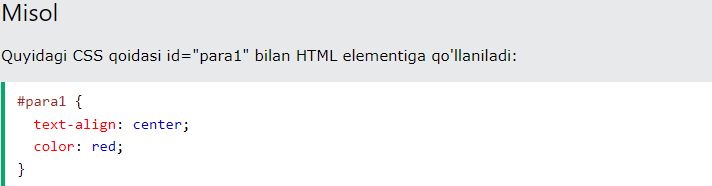 Misol
Quyidagi CSS qoidasi id="para1" bilan HTML elementiga qo'llaniladi:
#para1 {
  text-align: center;
  color: red;
}